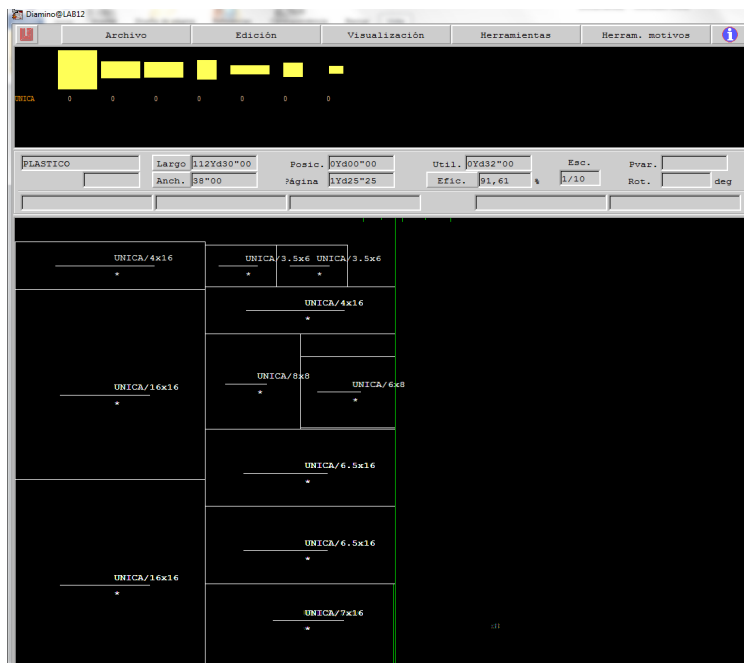 Diamino@LAB12
Archivo Edición Visualización Herramientas Herram. motivos
UNICA 0 0 0 0 0 0 0
PLASTICO Largo 112Yd30"00 Posic. 0Yd00"00 Util. 0Yd32"00 Esc. Pvar.
Anch. 38"00 Página 1Yd25"25 Efic. 91,61 % 1/10 Rot. deg
UNICA/4x16 UNICA/3.5x6 UNICA/3.5x6
* * *
UNICA/4x16
*
UNICA/8x8
UNICA/16x16 UNICA/6x8
* * *
UNICA/6.5x16
*
UNICA/6.5x16
*
UNICA/16x16
*
UNICA/7x16
*